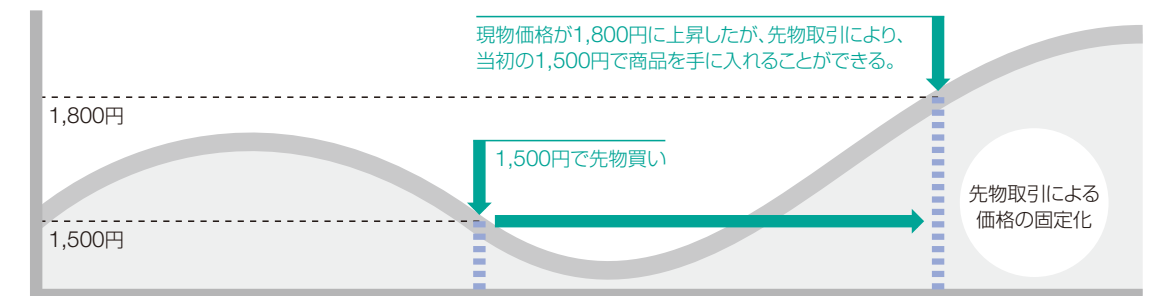 現物価格が1,800円に上昇したが、先物取引により、
当初の1,500円で商品を手に入れることができる。
1,800円
1,500円で先物買い
先物取引による
価格の固定化
1,500円